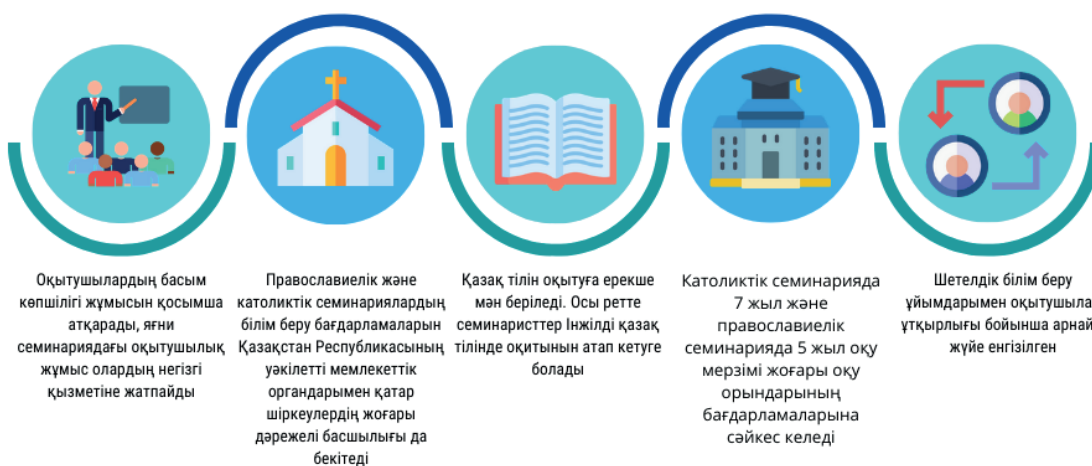 Оқытушылардың басым
көпшілігі жұмысын қосымша
атқарады, яғни
семинариядағы оқытушылық
жұмыс олардың негізгі
қызметіне жатпайды
Православиелік және
католиктік семинариялардың
білім беру бағдарламаларын
Қазақстан Республикасының
уәкілетті мемлекеттік
органдарымен қатар
шіркеулердің жоғары
дәрежелі басшылығы да
бекітеді
Қазақ тілін оқытуға ерекше
мән беріледі. Осы ретте
семинаристтер Інжілді қазақ
тілінде оқитынын атап кетуге
болады
Католиктік семинарияда
7 жыл және
православиелік
семинарияда 5 жыл оқу
мерзімі жоғары оқу
орындарының
бағдарламаларына
сәйкес келеді
Шетелдік білім беру
ұйымдарымен
ұтқырлығы бойынша
жүйе енгізілген